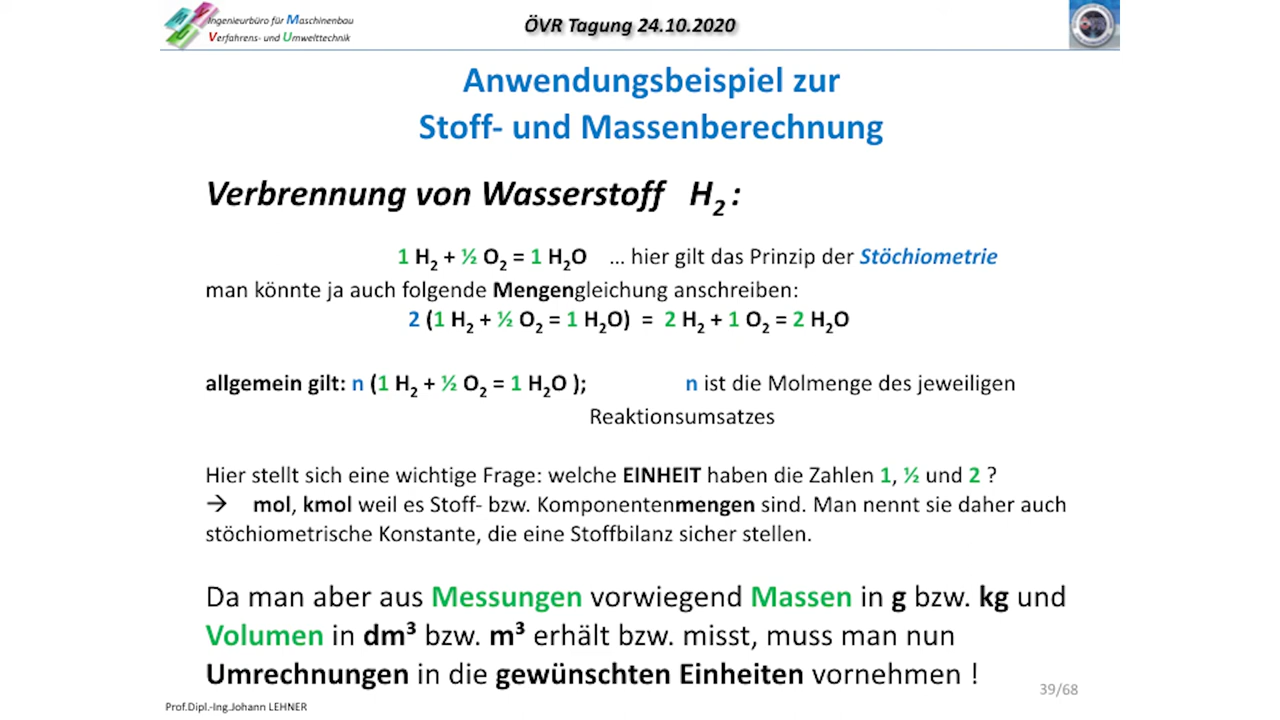 Ingenieurbüro für Maschinenbau
Verfahrens- und Umwelttechnik
ÖVR Tagung 24.10.2020
Anwendungsbeispiel zur
Stoff- und Massenberechnung
Verbrennung von Wasserstoff H₂ :
1 H₂ + ½ O₂ = 1 H₂O ... hier gilt das Prinzip der Stöchiometrie
man könnte ja auch folgende Mengengleichung anschreiben:
2 (1 H₂ + ½ O₂ = 1 H₂O) = 2 H₂ + 1 O₂ = 2 H₂O
allgemein gilt: n (1 H₂ + ½ O₂ = 1 H₂O ); n ist die Molmenge des jeweiligen
Reaktionsumsatzes
Hier stellt sich eine wichtige Frage: welche EINHEIT haben die Zahlen 1, ½ und 2 ?
→ mol, kmol weil es Stoff- bzw. Komponentenmengen sind. Man nennt sie daher auch
stöchiometrische Konstante, die eine Stoffbilanz sicher stellen.
Da man aber aus Messungen vorwiegend Massen in g bzw. kg und
Volumen in dm³ bzw. m³ erhält bzw. misst, muss man nun
Umrechnungen in die gewünschten Einheiten vornehmen !
39/68
Prof.Dipl.-Ing.Johann LEHNER